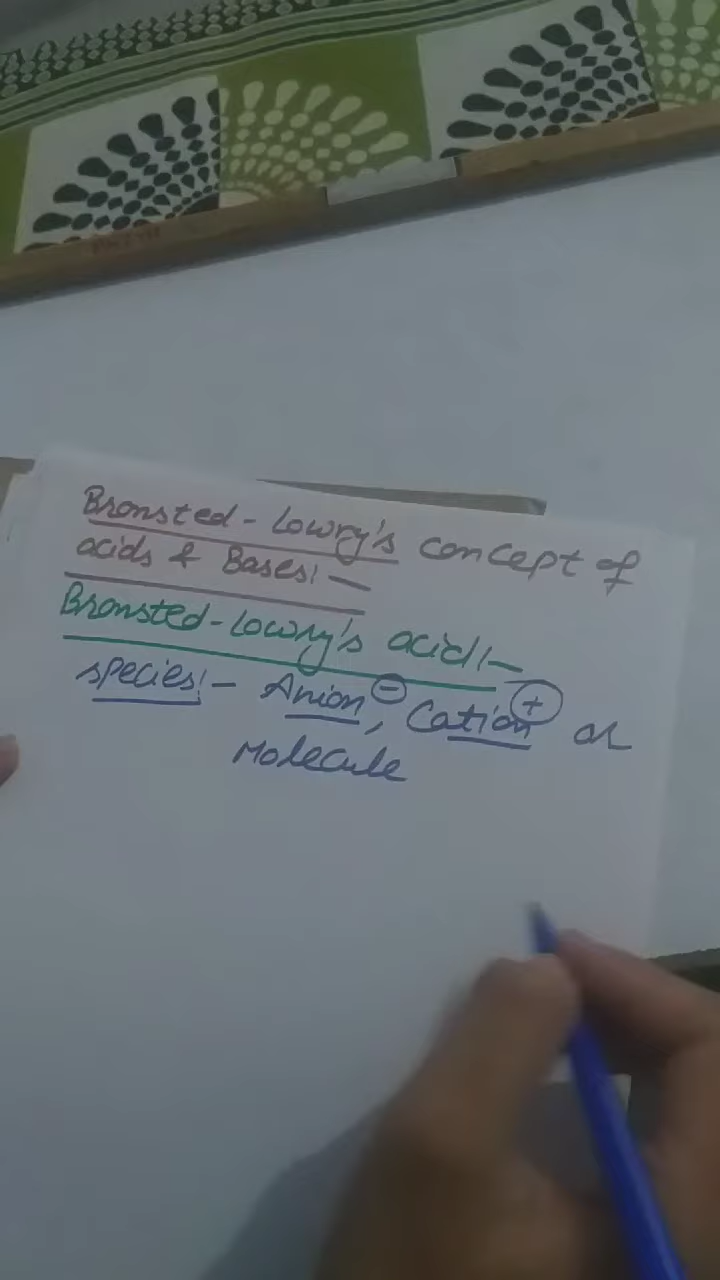 Bronsted-Lowry's concept of
acids & Bases:-
Bronsted-Lowry's acid:-
species:- Anion ⊖, Cation ⊕ or
Molecule